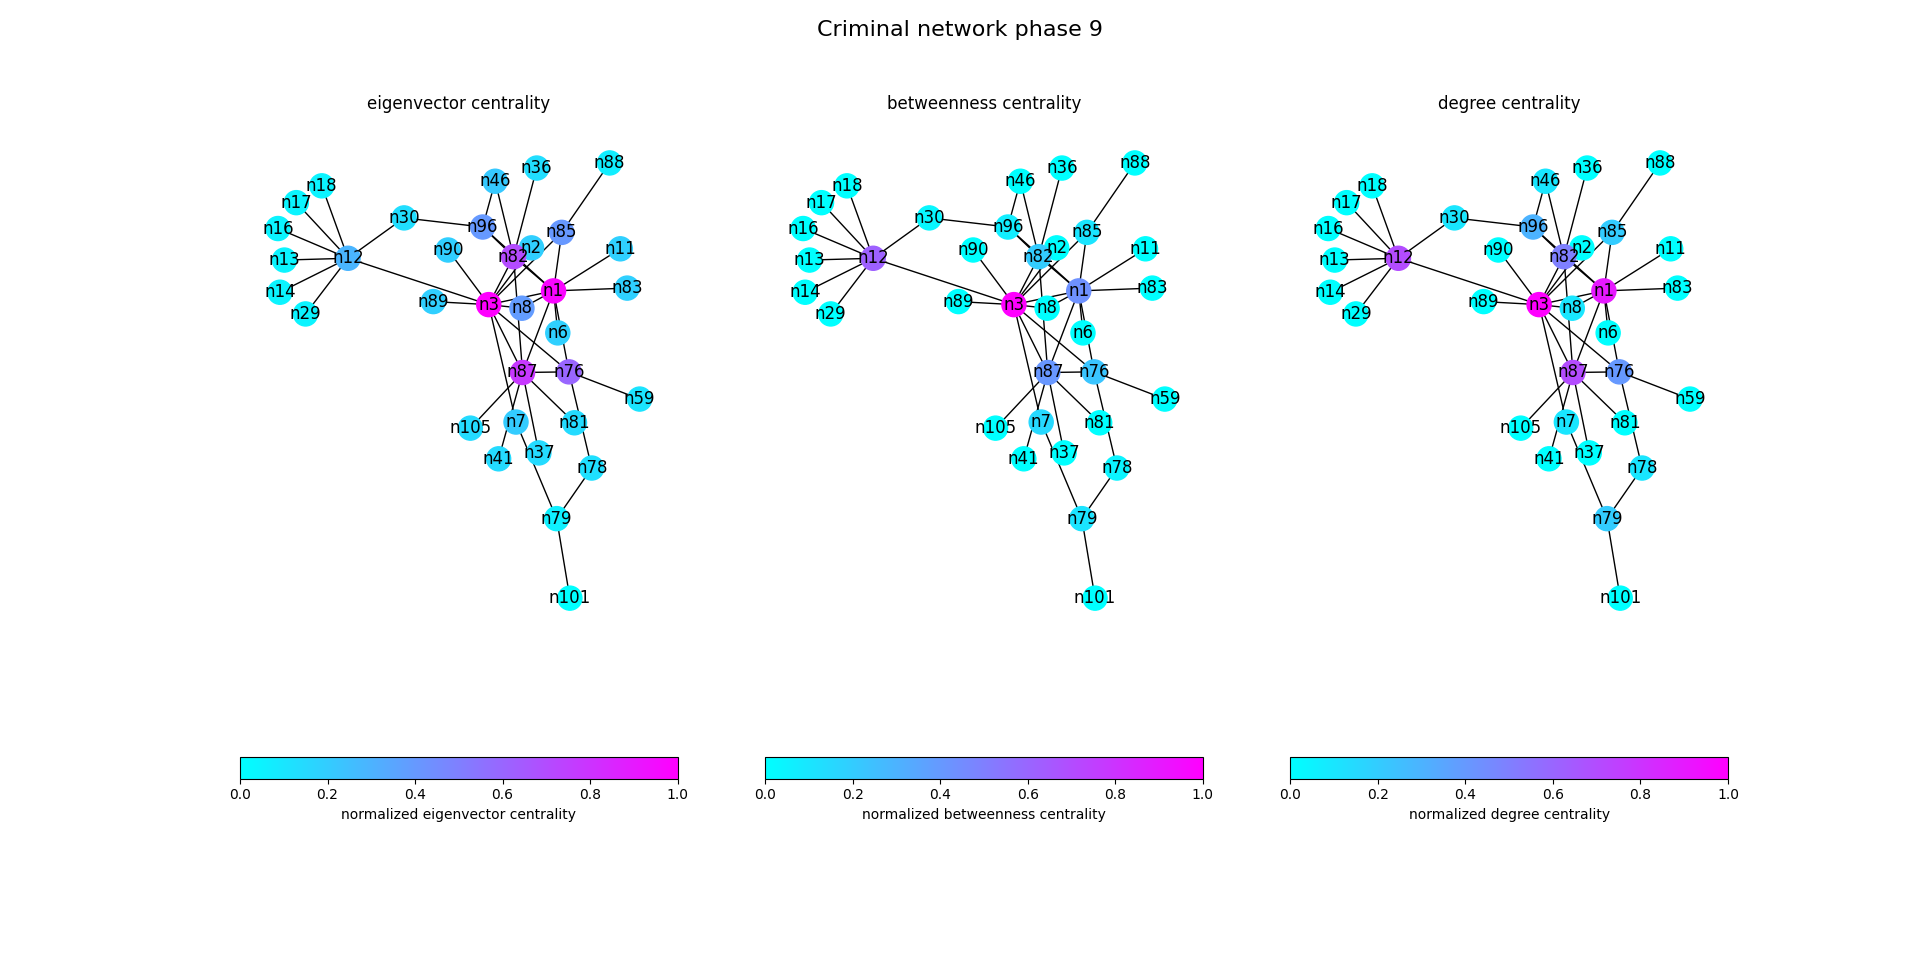 Criminal network phase 9
eigenvector centrality
n88
n36
n46
n18
n17
n30
n96
n16
n85
n2
n11
n90
n82
n12
n13
n83
n1
n14
n89
n3
n8
n29
n6
n87
n76
n59
n7
n81
n105
n37
n41
n78
n79
n101
0.0 0.2 0.4 0.6 0.8 1.0
normalized eigenvector centrality
betweenness centrality
n88
n36
n46
n18
n17
n30
n96
n16
n85
n2
n11
n90
n82
n12
n13
n83
n1
n14
n89
n3
n8
n29
n6
n87
n76
n59
n7
n81
n105
n37
n41
n78
n79
n101
0.0 0.2 0.4 0.6 0.8 1.0
normalized betweenness centrality
degree centrality
n88
n36
n46
n18
n17
n30
n96
n16
n85
n2
n11
n90
n82
n12
n13
n83
n1
n14
n89
n3
n8
n29
n6
n87
n76
n59
n7
n81
n105
n37
n41
n78
n79
n101
0.0 0.2 0.4 0.6 0.8 1.0
normalized degree centrality